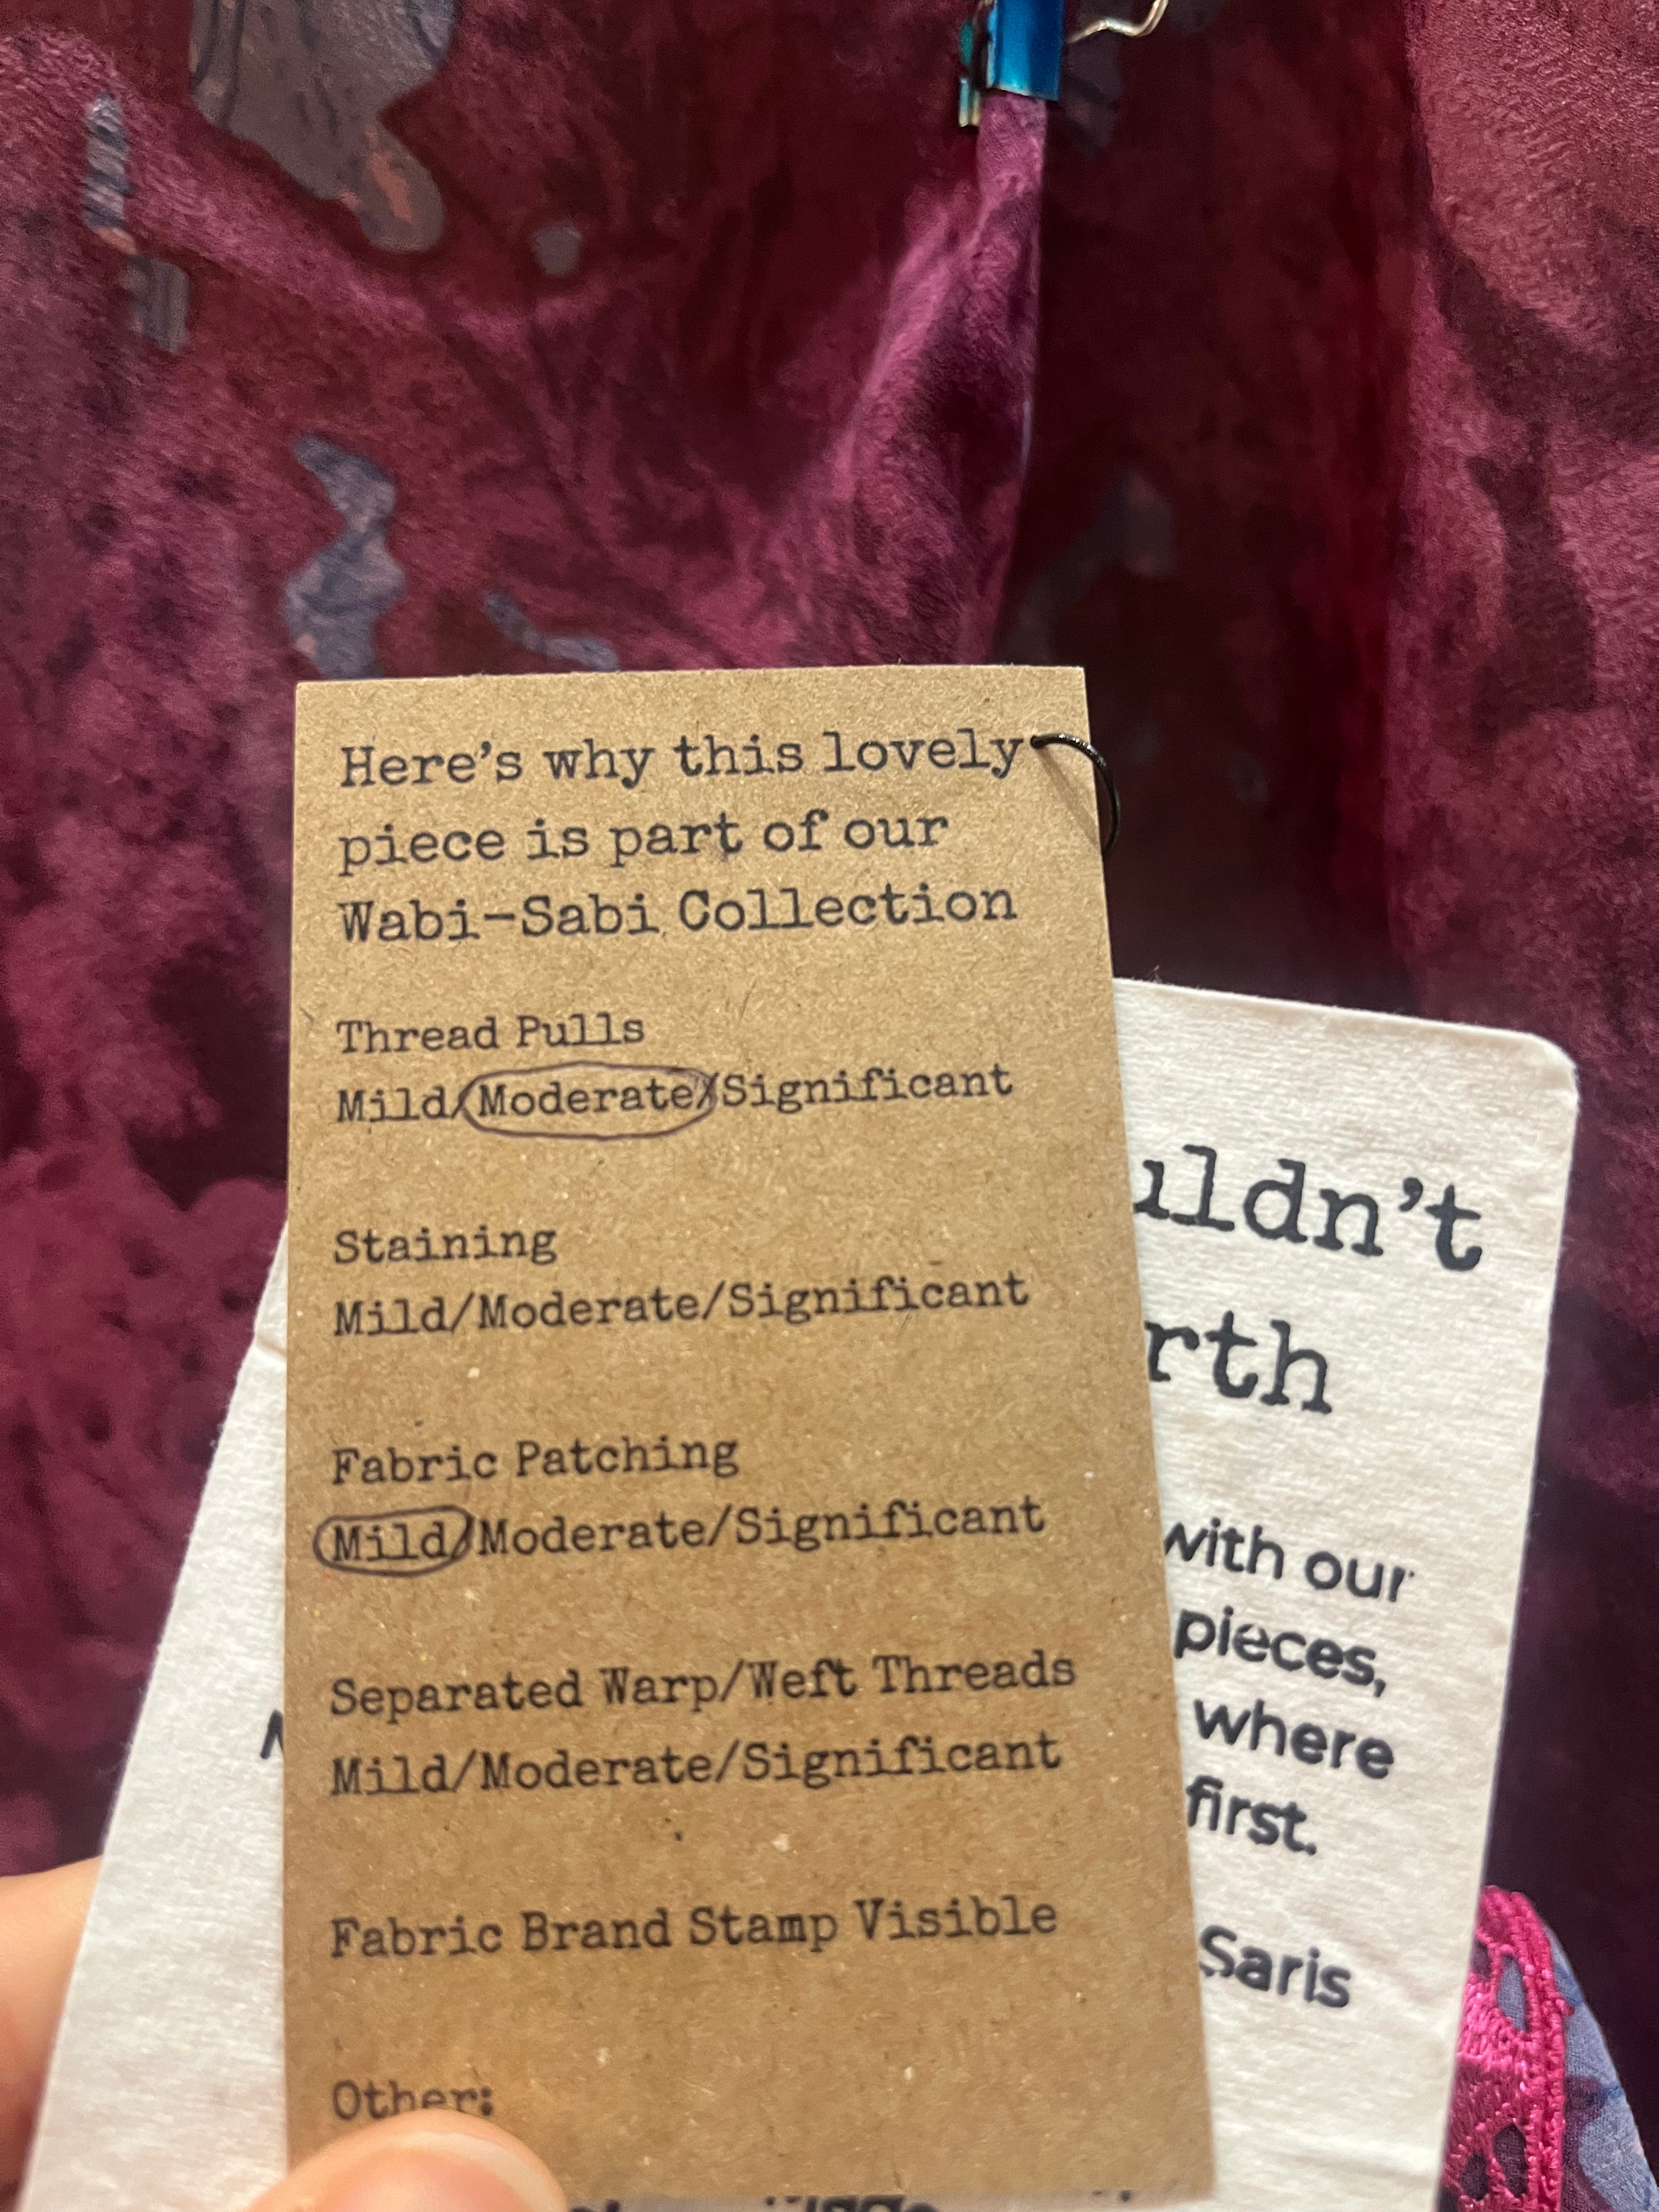 Here's why this lovely
piece is part of our
Wabi-Sabi Collection
Thread Pulls
Mild/Moderate/Significant
Staining
Mild/Moderate/Significant
Fabric Patching
Mild/Moderate/Significant
Separated Warp/Weft Threads
Mild/Moderate/Significant
Fabric Brand Stamp Visible
Other:
uldn't
rth
with our
pieces,
where
first.
Saris